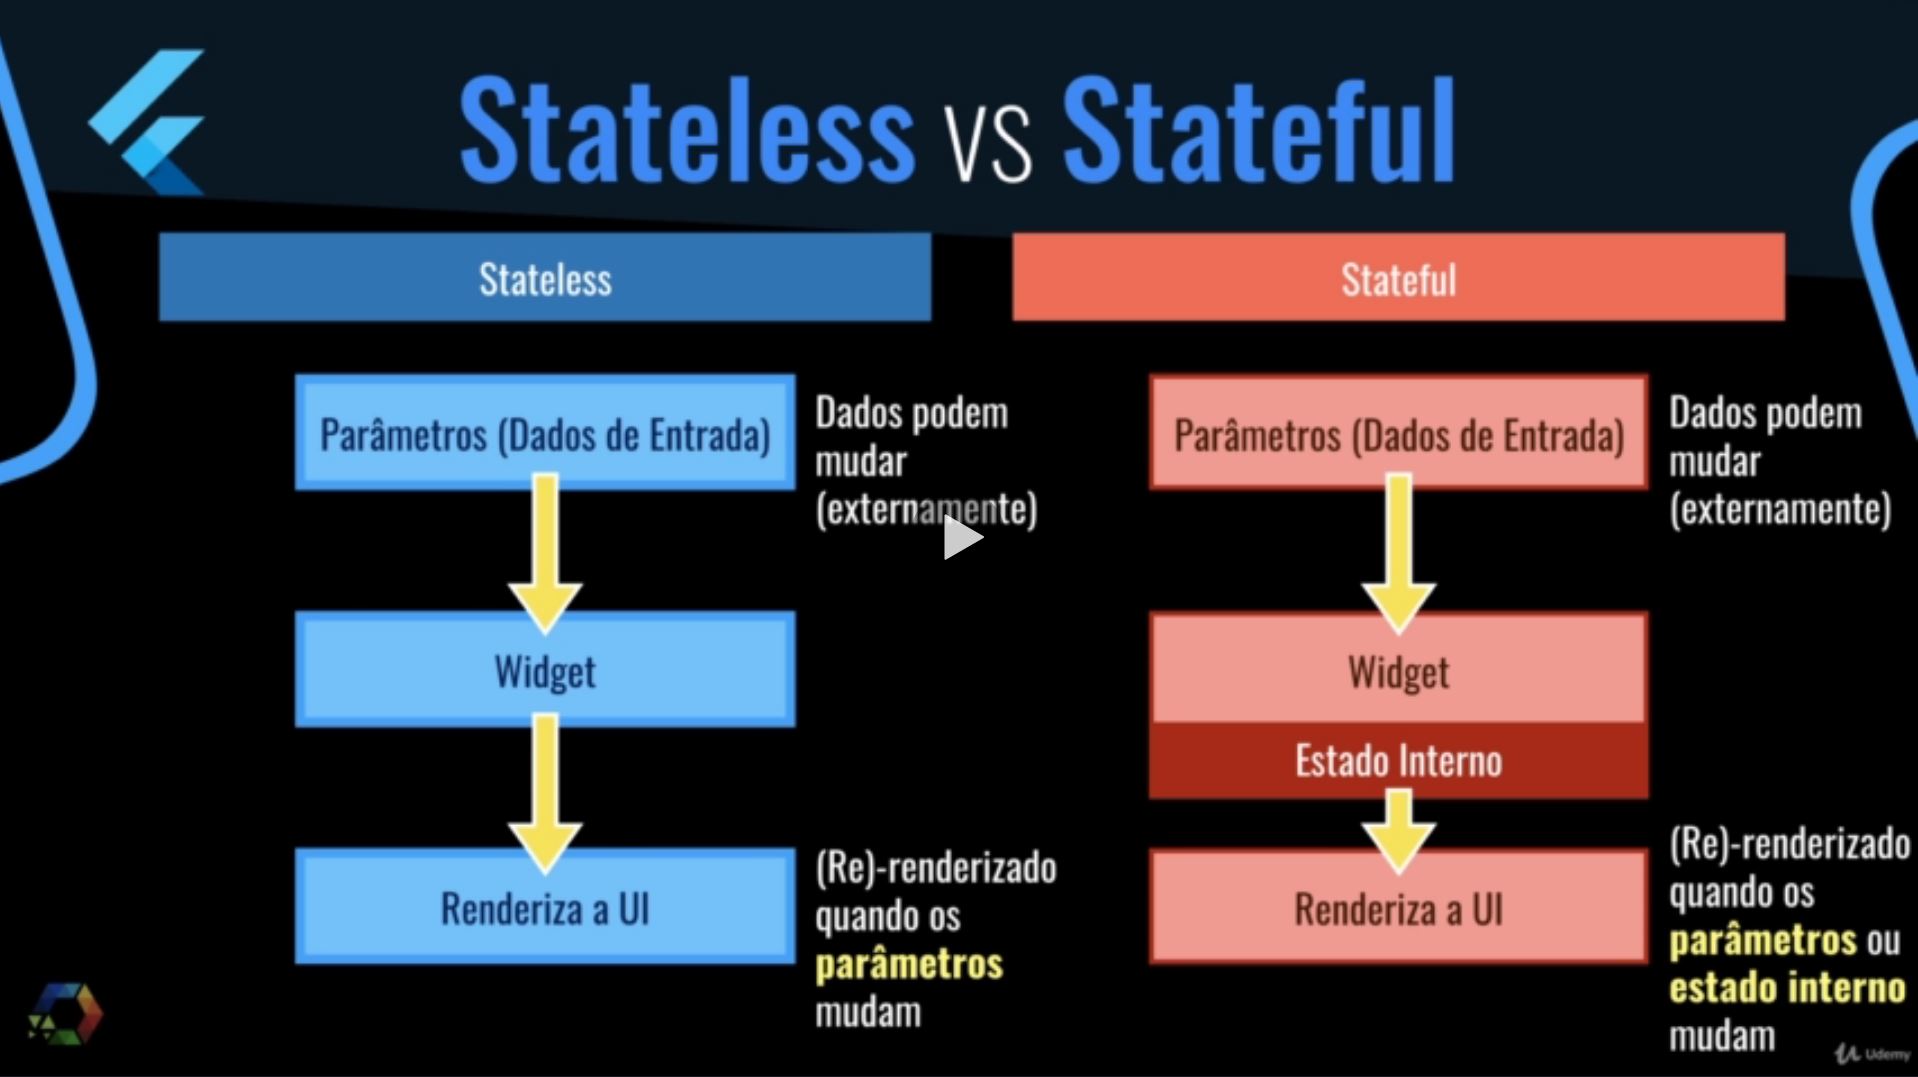 Stateless vs Stateful
Stateless
Parâmetros (Dados de Entrada)
Dados podem
mudar
(externamente)
Widget
Renderiza a UI
(Re)-renderizado
quando os
parâmetros
mudam
Stateful
Parâmetros (Dados de Entrada)
Dados podem
mudar
(externamente)
Widget
Estado Interno
Renderiza a UI
(Re)-renderizado
quando os
parâmetros ou
estado interno
mudam
Udemy